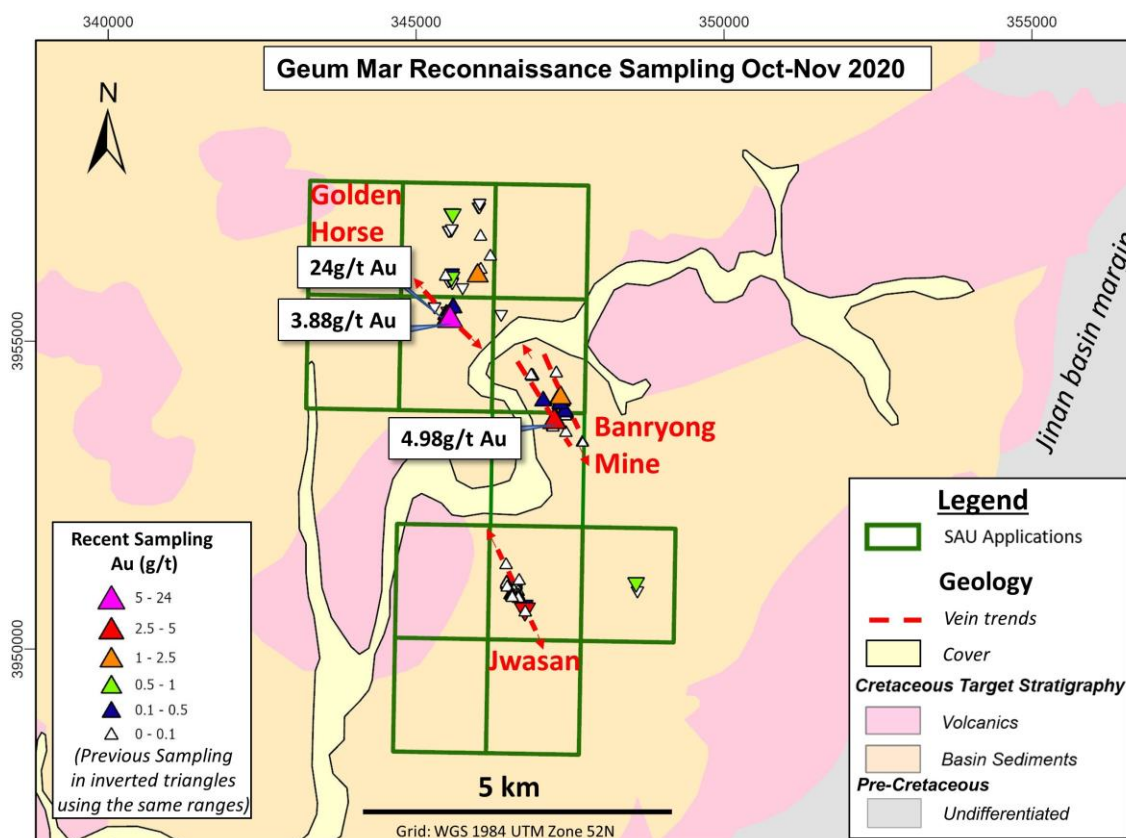 340000
345000
350000
355000
Geum Mar Reconnaissance Sampling Oct-Nov 2020
N
Golden
Horse
24g/t Au
3.88g/t Au
3955000
3955000
4.98g/t Au
Banryong
Mine
Jinan basin marain
Jwasan
3950000
3950000
Recent Sampling
Au (g/t)
5 - 24
2.5 - 5
1 - 2.5
0.5 - 1
0.1 - 0.5
0 - 0.1
(Previous Sampling
in inverted triangles
using the same ranges)
5 km
Grid: WGS 1984 UTM Zone 52N
Legend
SAU Applications
Geology
Vein trends
Cover
Cretaceous Target Stratigraphy
Volcanics
Basin Sediments
Pre-Cretaceous
Undifferentiated